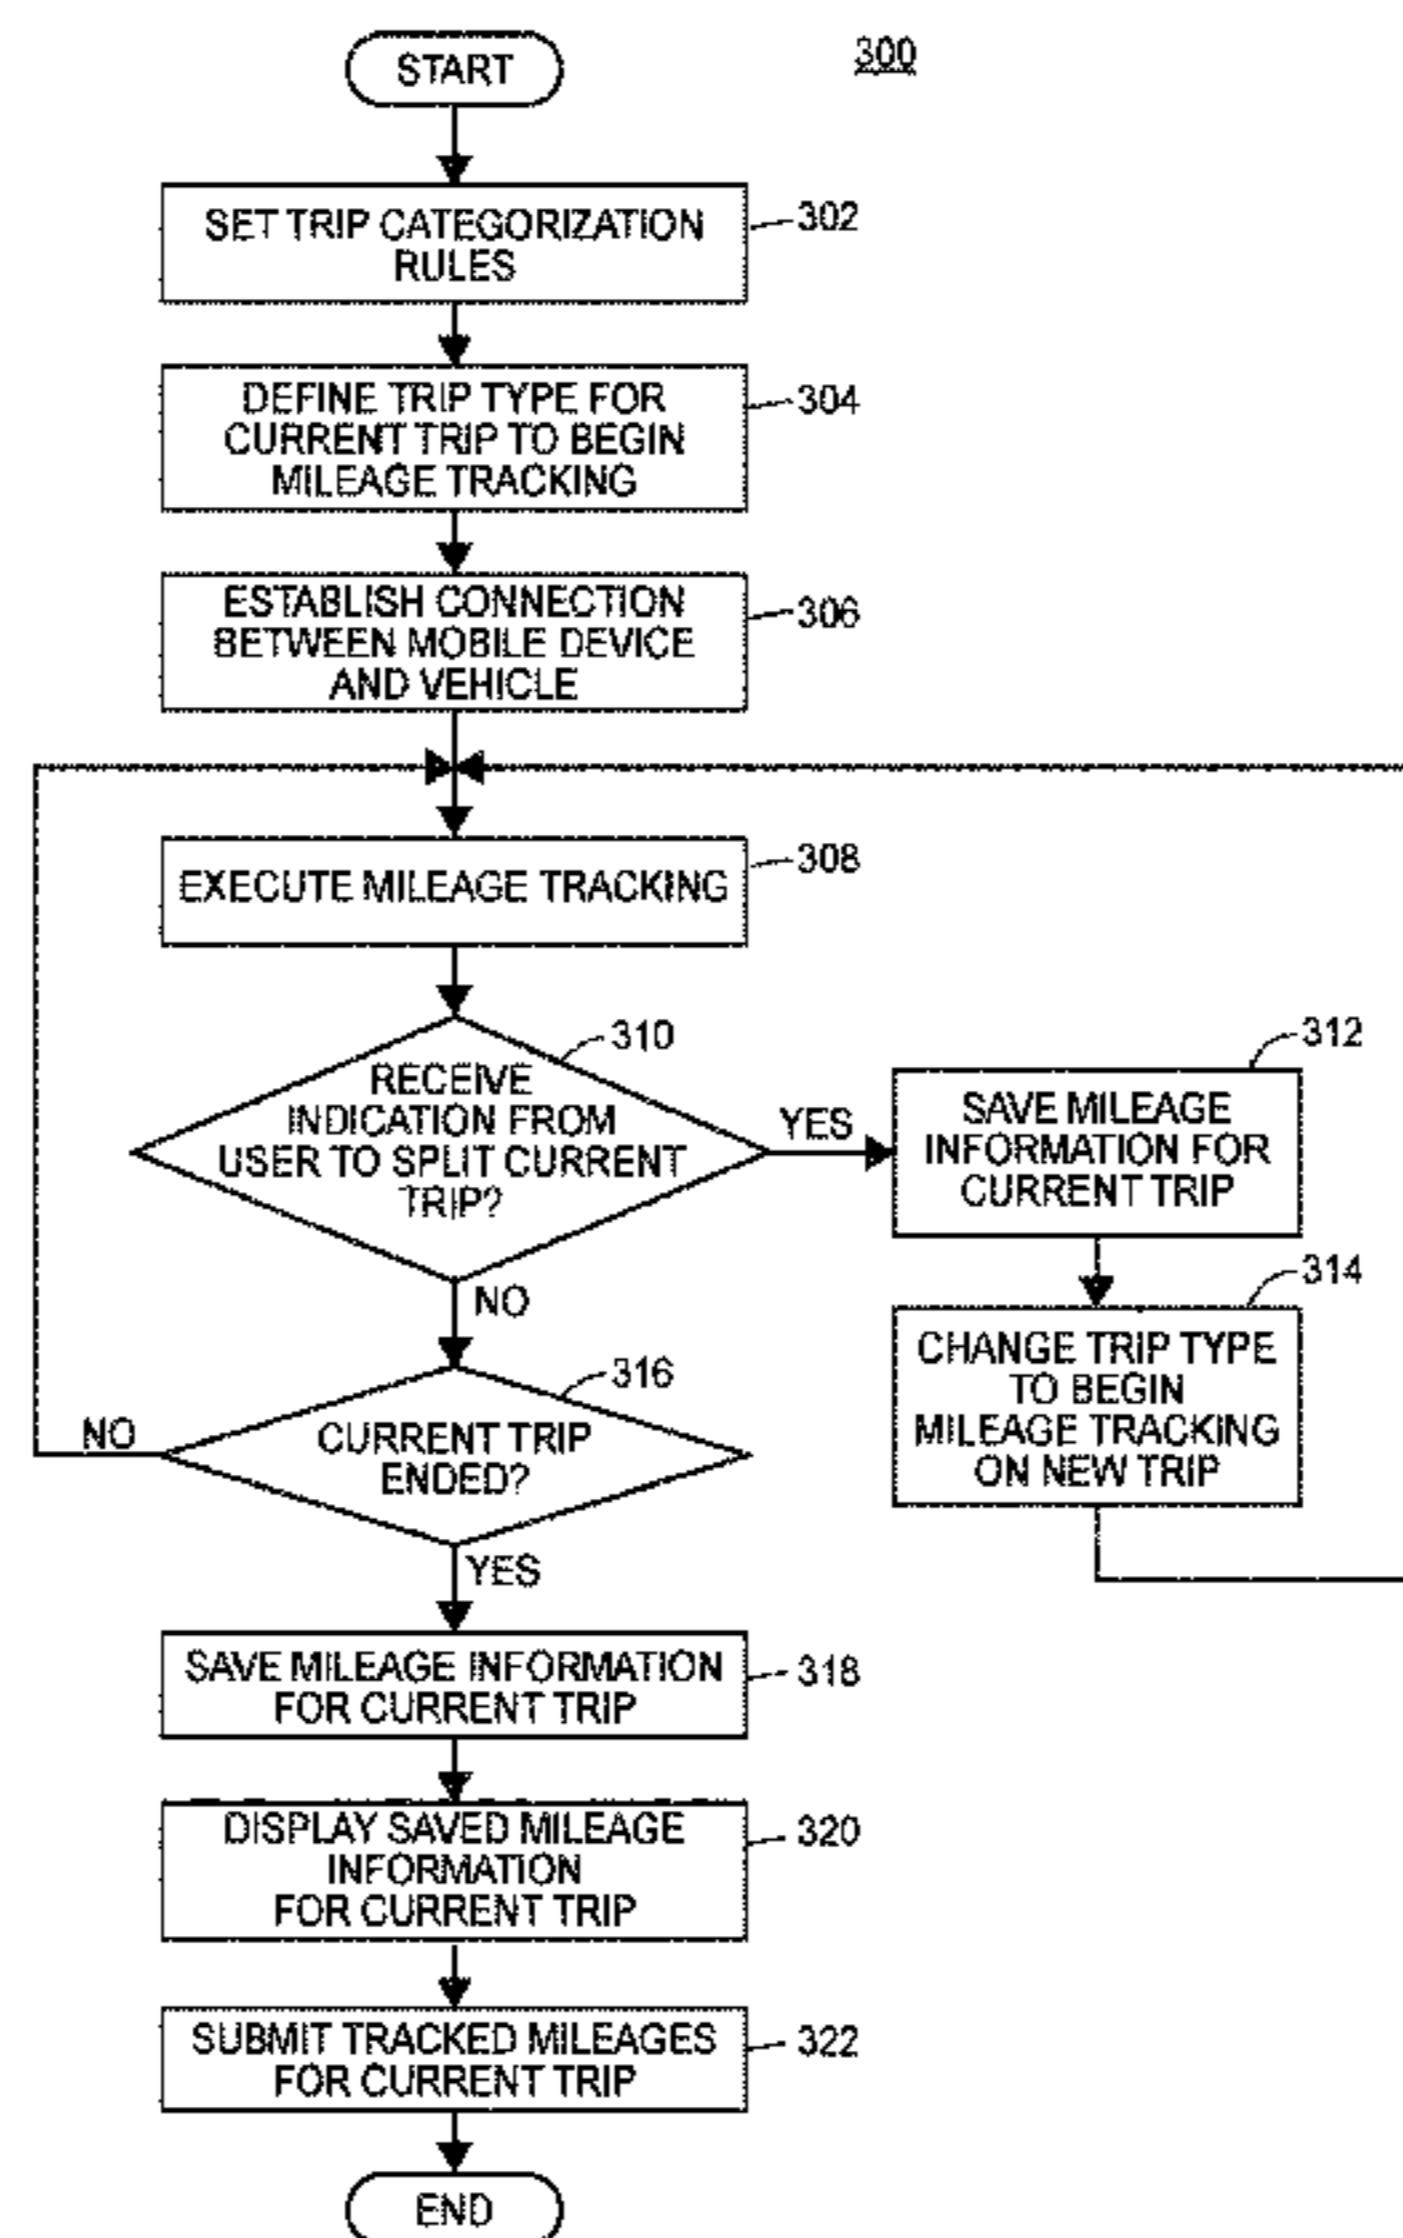 START
300
SET TRIP CATEGORIZATION
RULES
302
DEFINE TRIP TYPE FOR
CURRENT TRIP TO BEGIN
MILEAGE TRACKING
304
ESTABLISH CONNECTION
BETWEEN MOBILE DEVICE
AND VEHICLE
306
EXECUTE MILEAGE TRACKING
308
310
RECEIVE
INDICATION FROM
USER TO SPLIT CURRENT
TRIP?
YES
312
SAVE MILEAGE
INFORMATION FOR
CURRENT TRIP
NO
314
CHANGE TRIP TYPE
TO BEGIN
MILEAGE TRACKING
ON NEW TRIP
316
CURRENT TRIP
ENDED?
NO
YES
SAVE MILEAGE INFORMATION
FOR CURRENT TRIP
318
DISPLAY SAVED MILEAGE
INFORMATION
FOR CURRENT TRIP
320
SUBMIT TRACKED MILEAGES
FOR CURRENT TRIP
322
END